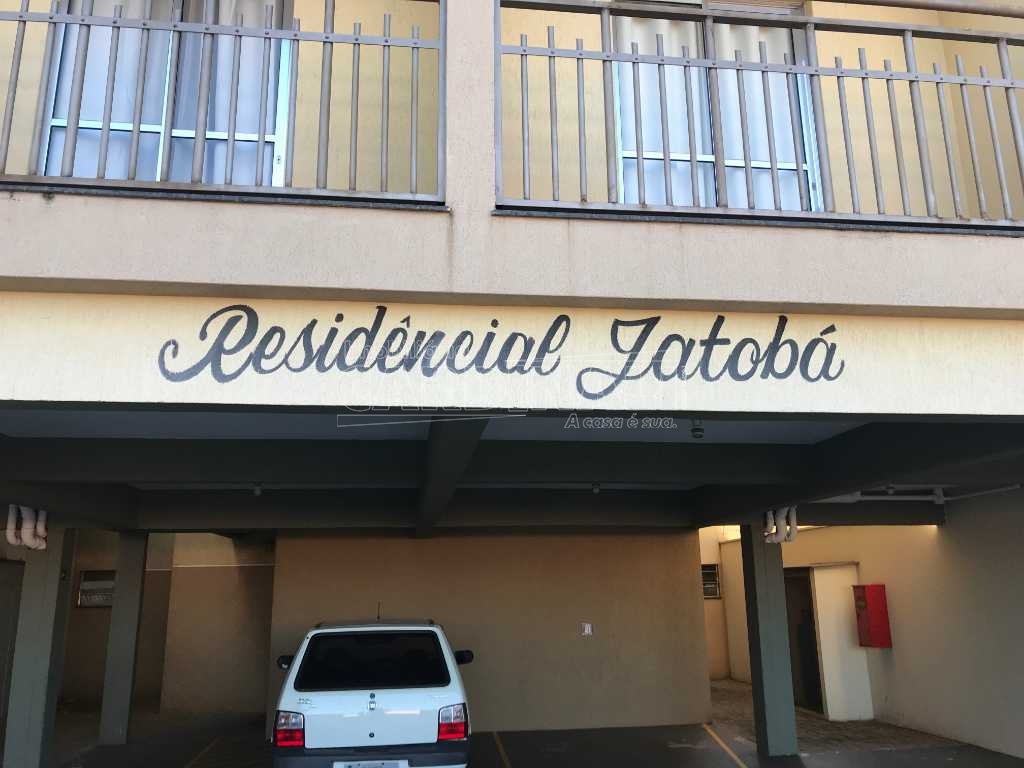 Residêncial Jatobá
A casa é sua.